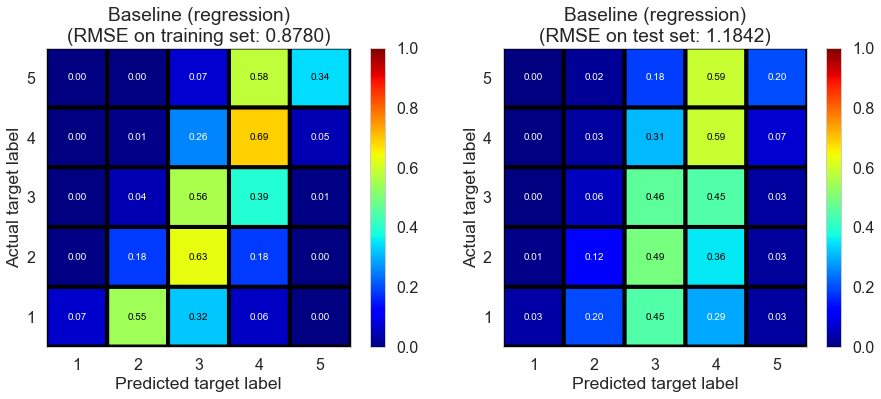 Baseline (regression)
(RMSE on training set: 0.8780)
Actual target label
5
0.00 0.00 0.07 0.58 0.34
4
0.00 0.01 0.26 0.69 0.05
3
0.00 0.04 0.56 0.39 0.01
2
0.00 0.18 0.63 0.18 0.00
1
0.07 0.55 0.32 0.06 0.00
1 2 3 4 5
Predicted target label
1.0
0.8
0.6
0.4
0.2
0.0
Baseline (regression)
(RMSE on test set: 1.1842)
Actual target label
5
0.00 0.02 0.18 0.59 0.20
4
0.00 0.03 0.31 0.59 0.07
3
0.00 0.06 0.46 0.45 0.03
2
0.01 0.12 0.49 0.36 0.03
1
0.03 0.20 0.45 0.29 0.03
1 2 3 4 5
Predicted target label
1.0
0.8
0.6
0.4
0.2
0.0